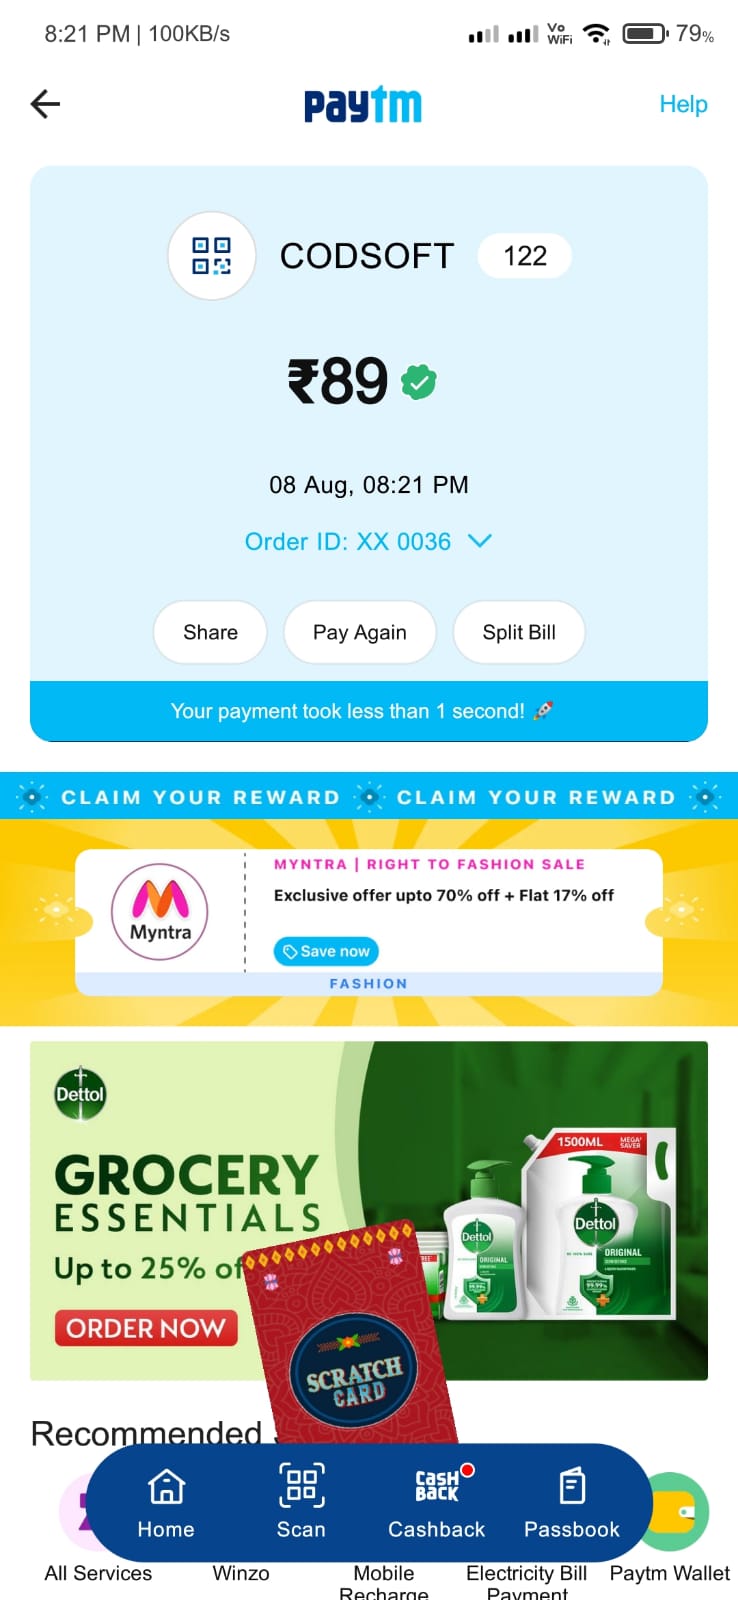 8:21 PM | 100KB/s
Vo
WiFi
79%
paytm
Help
CODSOFT
122
₹89
08 Aug, 08:21 PM
Order ID: XX 0036
Share
Pay Again
Split Bill
Your payment took less than 1 second! 🚀
CLAIM YOUR REWARD
CLAIM YOUR REWARD
MYNTRA | RIGHT TO FASHION SALE
Exclusive offer upto 70% off + Flat 17% off
Myntra
Save now
FASHION
Dettol
GROCERY
ESSENTIALS
Up to 25% of
ORDER NOW
1500ML
MEGA
SAVER
Dettol
ORIGINAL
Dettol
ORIGINAL
SCRATCH
CARD
Recommended
Home
Scan
CASH
BACK
Cashback
Passbook
All Services
Winzo
Mobile
Recharge
Electricity Bill
Payment
Paytm Wallet